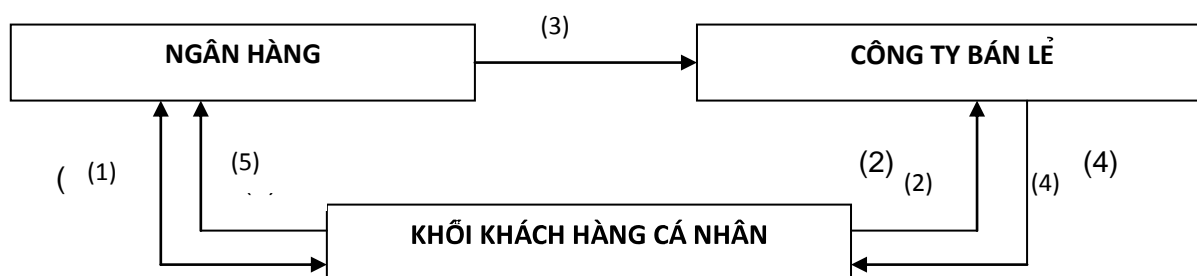 (3)
NGÂN HÀNG
CÔNG TY BÁN LẺ
( (1)
(5)
(2) (2)
(4) (4)
KHỐI KHÁCH HÀNG CÁ NHÂN